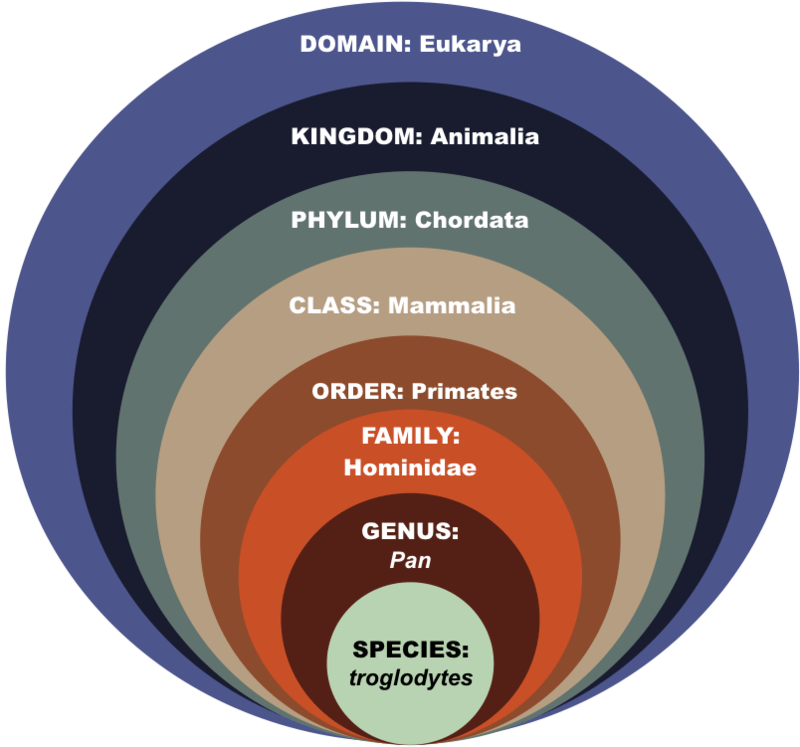 DOMAIN: Eukarya
KINGDOM: Animalia
PHYLUM: Chordata
CLASS: Mammalia
ORDER: Primates
FAMILY:
Hominidae
GENUS:
Pan
SPECIES:
troglodytes